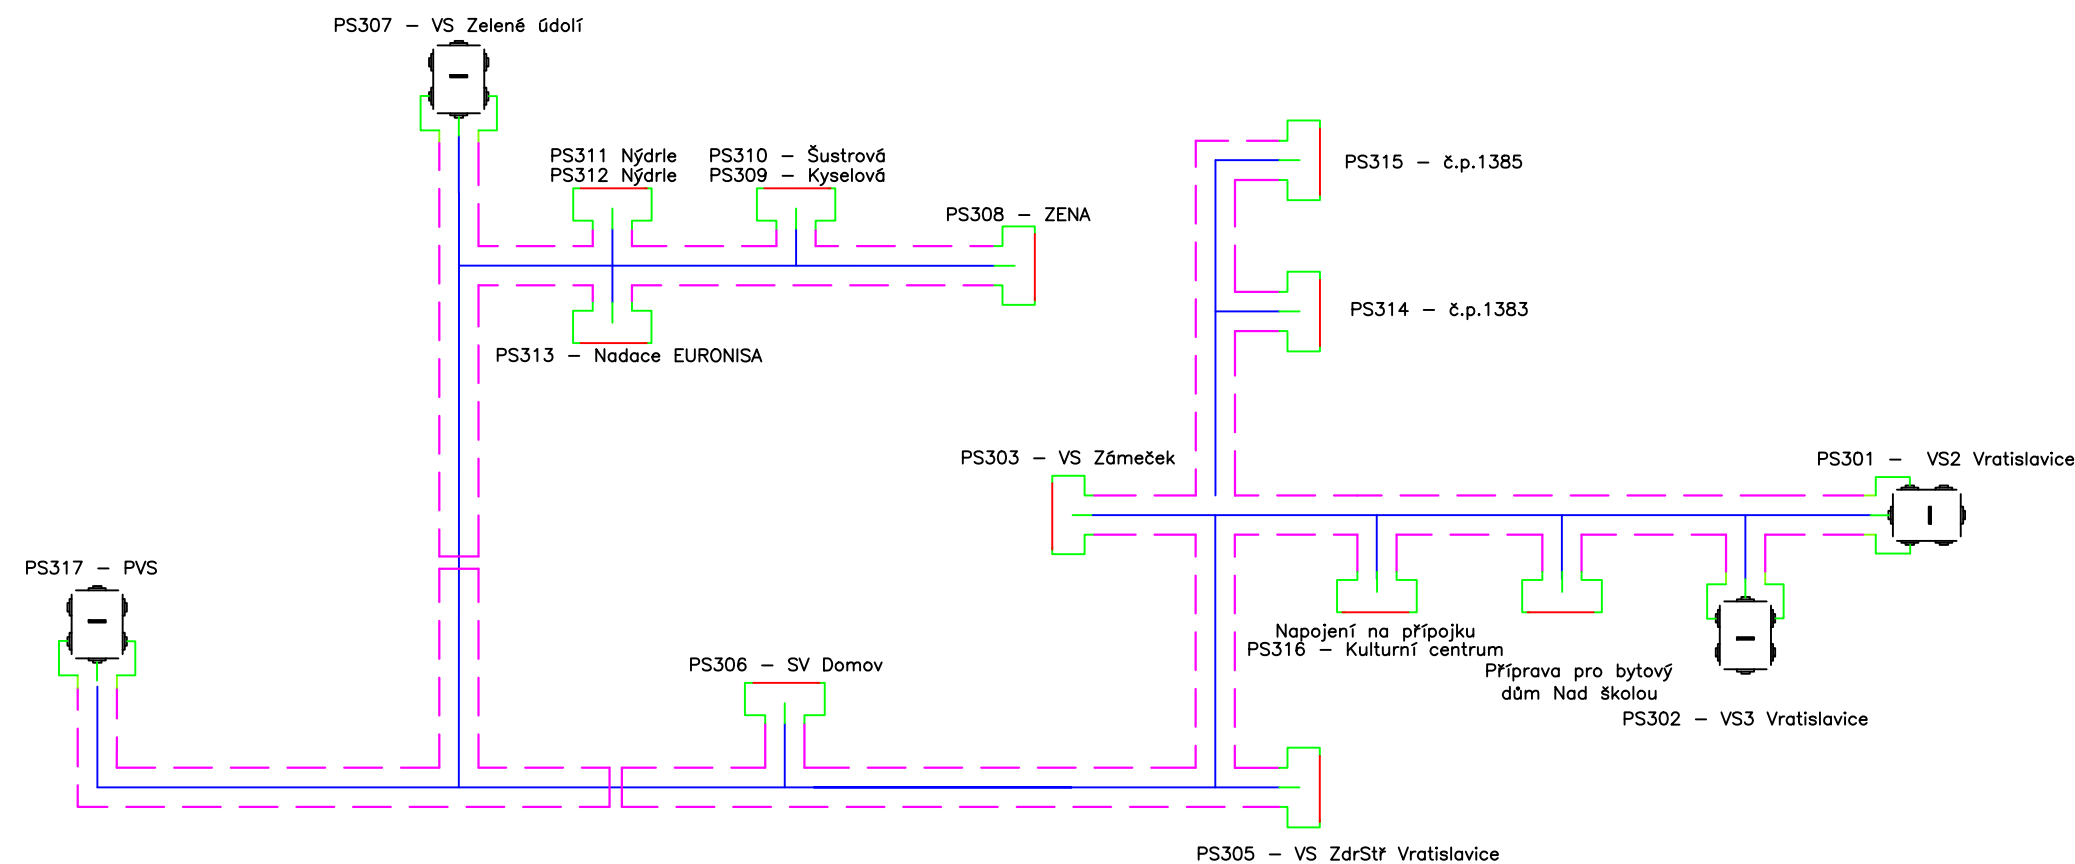 PS307 – VS Zelené údolí
PS311 Nýdrle
PS312 Nýdrle
PS310 – Šustrová
PS309 – Kyselová
PS308 – ZENA
PS315 – č.p.1385
PS314 – č.p.1383
PS313 – Nadace EURONISA
PS303 – VS Zámeček
PS301 – VS2 Vratislavice
PS317 – PVS
PS306 – SV Domov
Napojení na přípojku
PS316 – Kulturní centrum
Příprava pro bytový
dům Nad školou
PS302 – VS3 Vratislavice
PS305 – VS ZdrStř Vratislavice